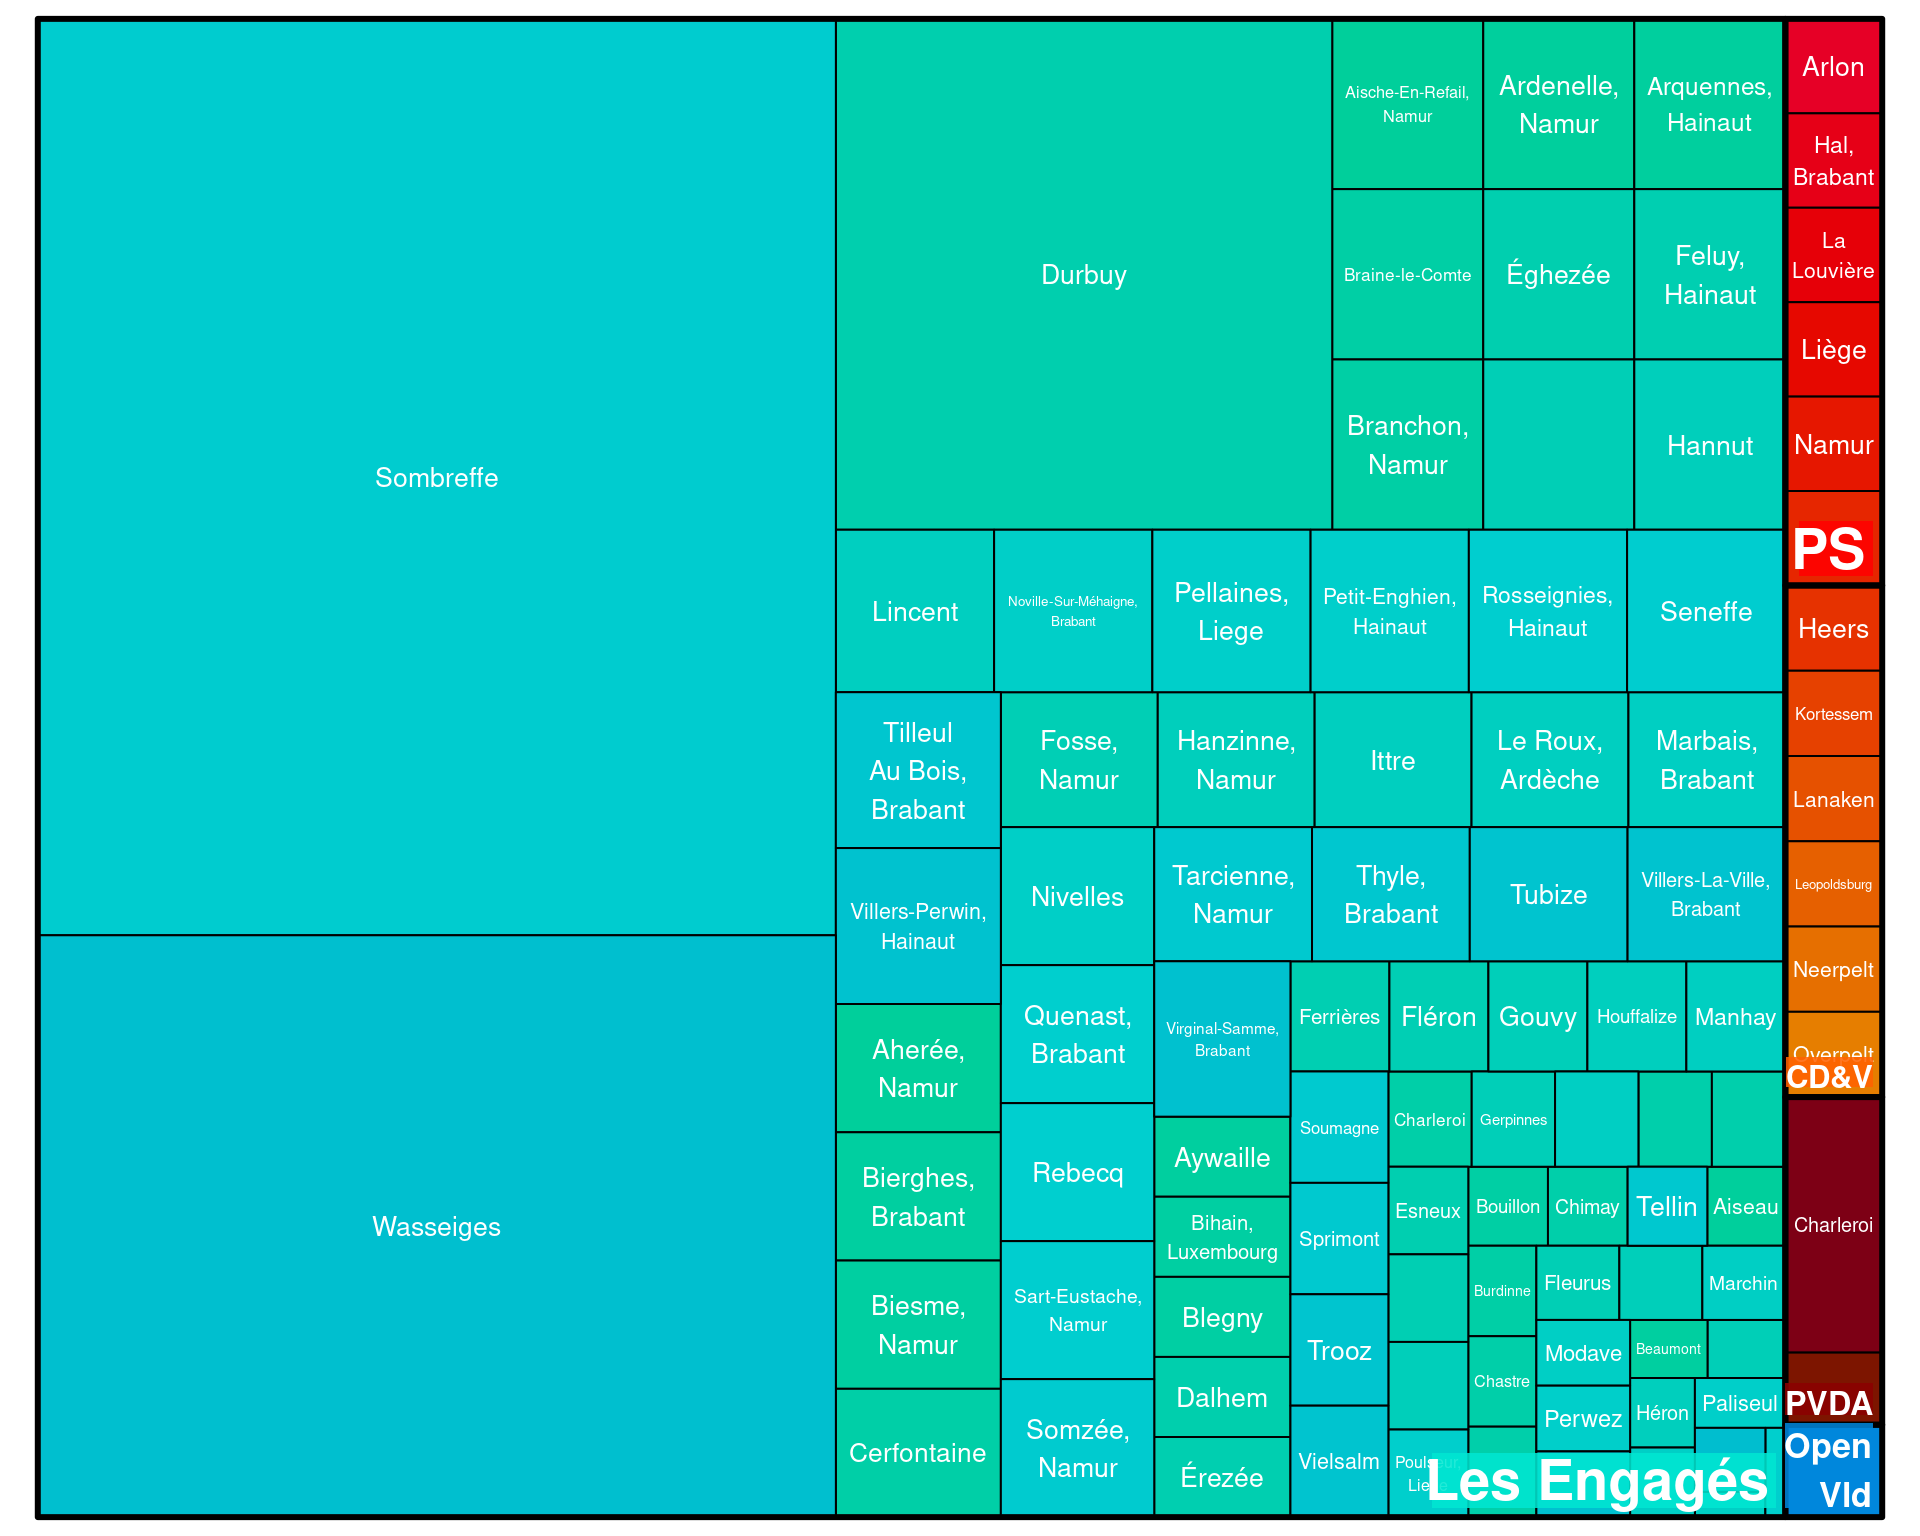 Sombreffe
Wasseiges
Durbuy
Aische-En-Refail,
Namur
Ardenelle,
Namur
Arquennes,
Hainaut
Braine-le-Comte
Éghezée
Feluy,
Hainaut
Branchon,
Namur
Hannut
Lincent
Noville-Sur-Méhaigne,
Brabant
Pellaines,
Liege
Petit-Enghien,
Hainaut
Rosseignies,
Hainaut
Seneffe
Tilleul
Au Bois,
Brabant
Villers-Perwin,
Hainaut
Fosse,
Namur
Hanzinne,
Namur
Ittre
Le Roux,
Ardèche
Marbais,
Brabant
Nivelles
Tarcienne,
Namur
Thyle,
Brabant
Tubize
Villers-La-Ville,
Brabant
Quenast,
Brabant
Rebecq
Sart-Eustache,
Namur
Somzée,
Namur
Aherée,
Namur
Bierghes,
Brabant
Biesme,
Namur
Cerfontaine
Virginal-Samme,
Brabant
Aywaille
Bihain,
Luxembourg
Blegny
Dalhem
Érezée
Ferrières
Fléron
Gouvy
Houffalize
Manhay
Soumagne
Sprimont
Trooz
Vielsalm
Charleroi
Gerpinnes
Esneux
Poulseur,
Liege
Bouillon
Chimay
Tellin
Aiseau
Burdinne
Chastre
Fleurus
Marchin
Modave
Perwez
Beaumont
Héron
Paliseul
Les Engagés
Arlon
Hal,
Brabant
La
Louvière
Liège
Namur
PS
Heers
Kortessem
Lanaken
Leopoldsburg
Neerpelt
Overpelt
CD&V
Charleroi
PVDA
Open
Vld